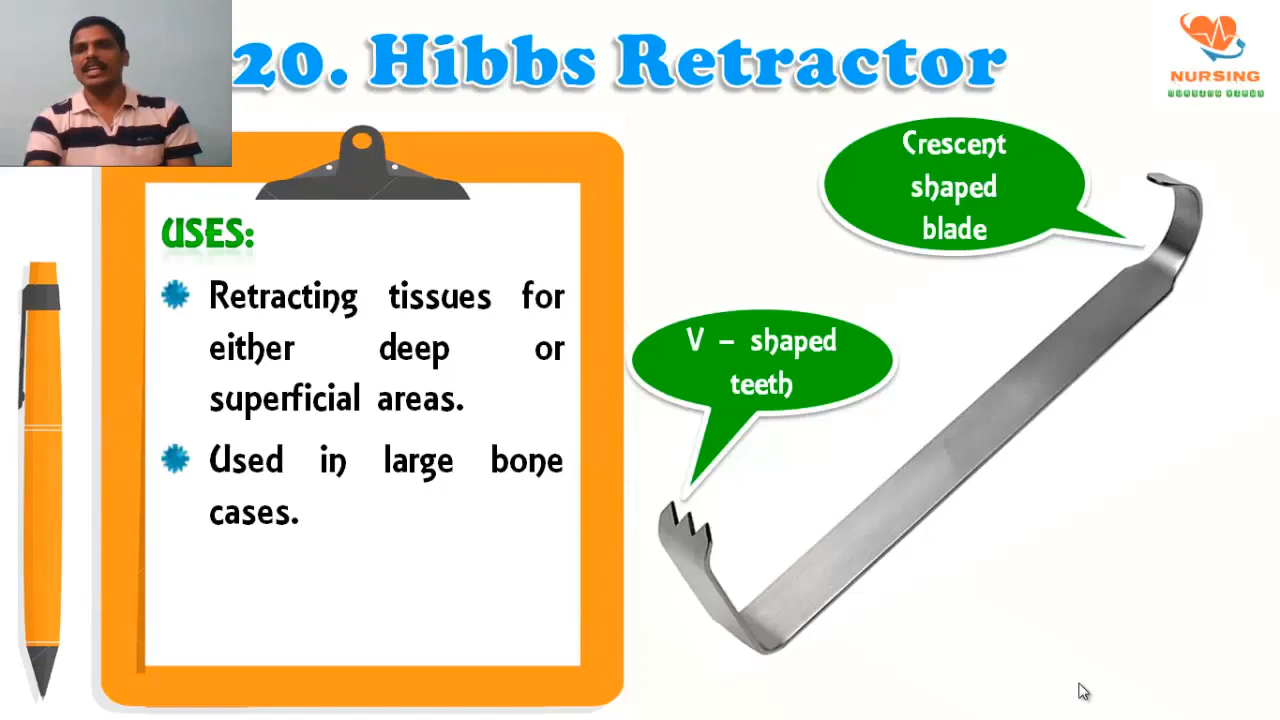 20. Hibbs Retractor
NURSING
USES:
Retracting tissues for
either deep or
superficial areas.
Used in large bone
cases.
Crescent
shaped
blade
V – shaped
teeth